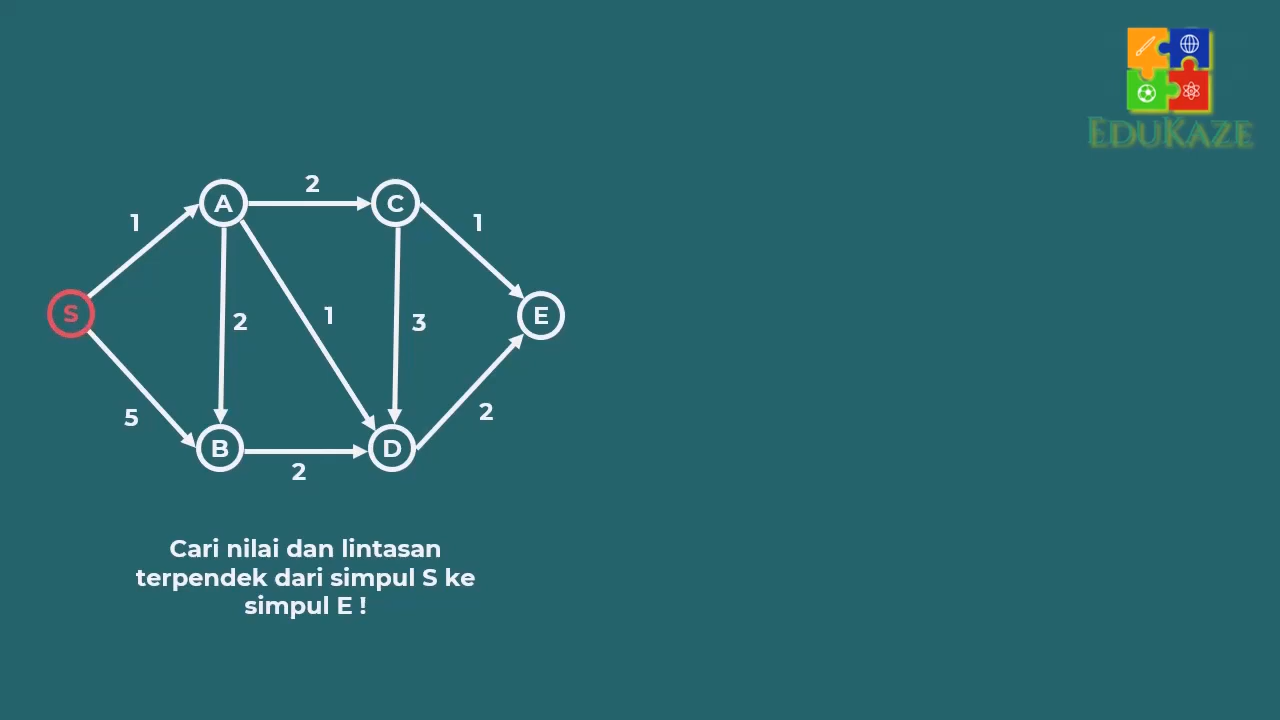 EDUKAZE
2
A
C
1
1
S
2
1
3
E
5
2
B
D
2
Cari nilai dan lintasan
terpendek dari simpul S ke
simpul E !